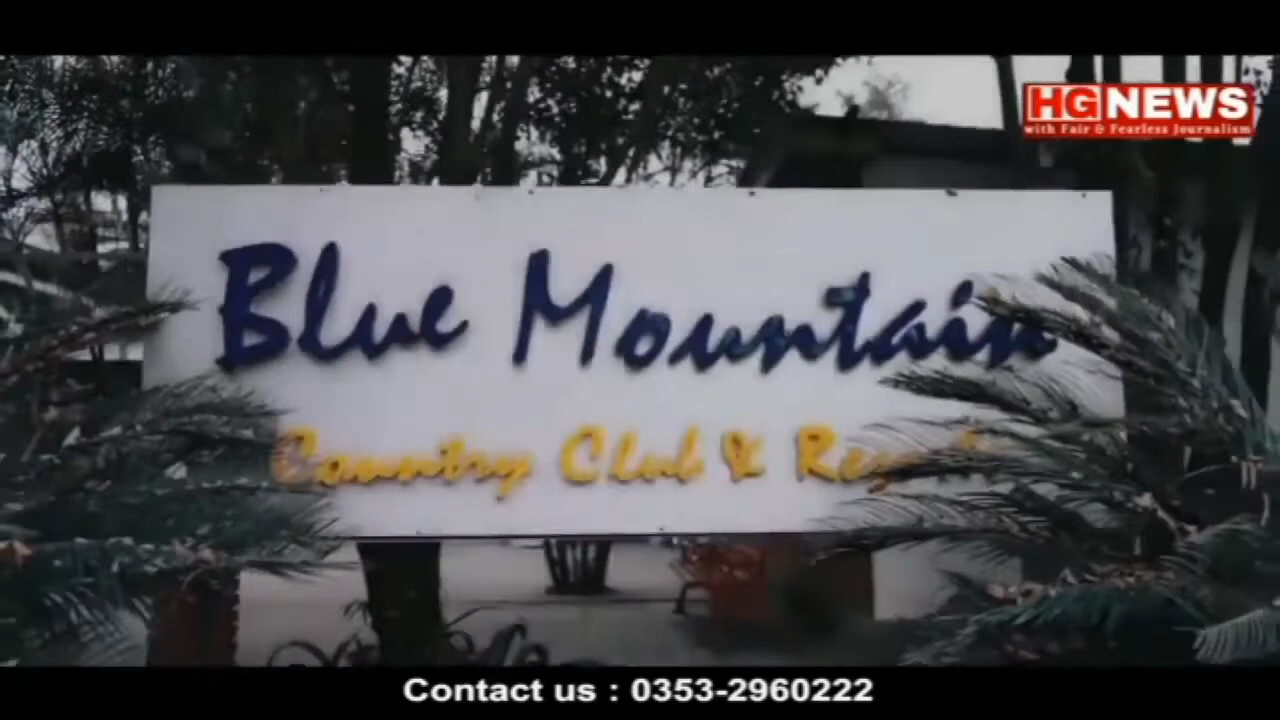 HG NEWS
with Fair & Fearless Journalism
Blue Mountain
Country Club &
Contact us : 0353-2960222